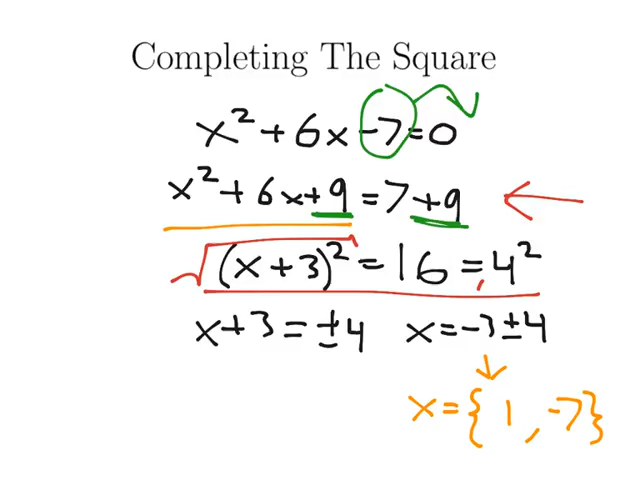 Completing The Square
x² + 6x - 7 = 0
x² + 6x + 9 = 7 + 9
√(x + 3)² = 16 = 4²
x + 3 = ± 4 x = -3 ± 4
x = { 1 , -7 }